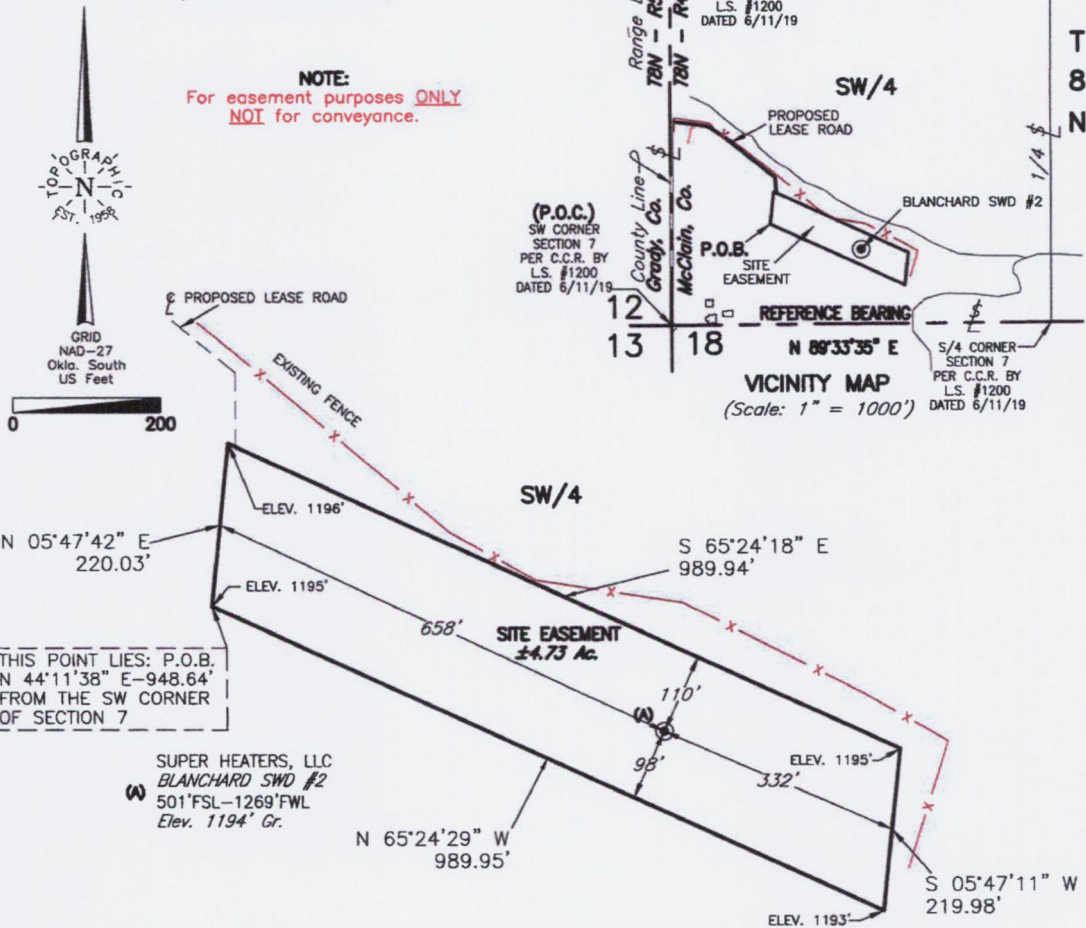 NOTE:
For easement purposes ONLY
NOT for conveyance.
TOPOGRAPHIC
N
EST. 1956
GRID
NAD-27
Okla. South
US Feet
0 200
L.S. #1200
DATED 6/11/19
T
8
N
T8N - R4
County Line
Grady, Co.
McClain, Co.
SW/4
PROPOSED
LEASE ROAD
1/4
BLANCHARD SWD #2
(P.O.C.)
SW CORNER
SECTION 7
PER C.C.R. BY
L.S. #1200
DATED 6/11/19
P.O.B.
SITE
EASEMENT
12
13 18
REFERENCE BEARING
N 89°33'35" E
S/4 CORNER
SECTION 7
PER C.C.R. BY
L.S. #1200
DATED 6/11/19
VICINITY MAP
(Scale: 1" = 1000')
℄ PROPOSED LEASE ROAD
EXISTING FENCE
SW/4
ELEV. 1196'
N 05°47'42" E
220.03'
S 65°24'18" E
989.94'
ELEV. 1195'
658'
SITE EASEMENT
±4.73 Ac.
THIS POINT LIES: P.O.B.
N 44°11'38" E-948.64'
FROM THE SW CORNER
OF SECTION 7
110'
(A)
98'
332'
ELEV. 1195'
(A) SUPER HEATERS, LLC
BLANCHARD SWD #2
501'FSL-1269'FWL
Elev. 1194' Gr.
N 65°24'29" W
989.95'
S 05°47'11" W
219.98'
ELEV. 1193'